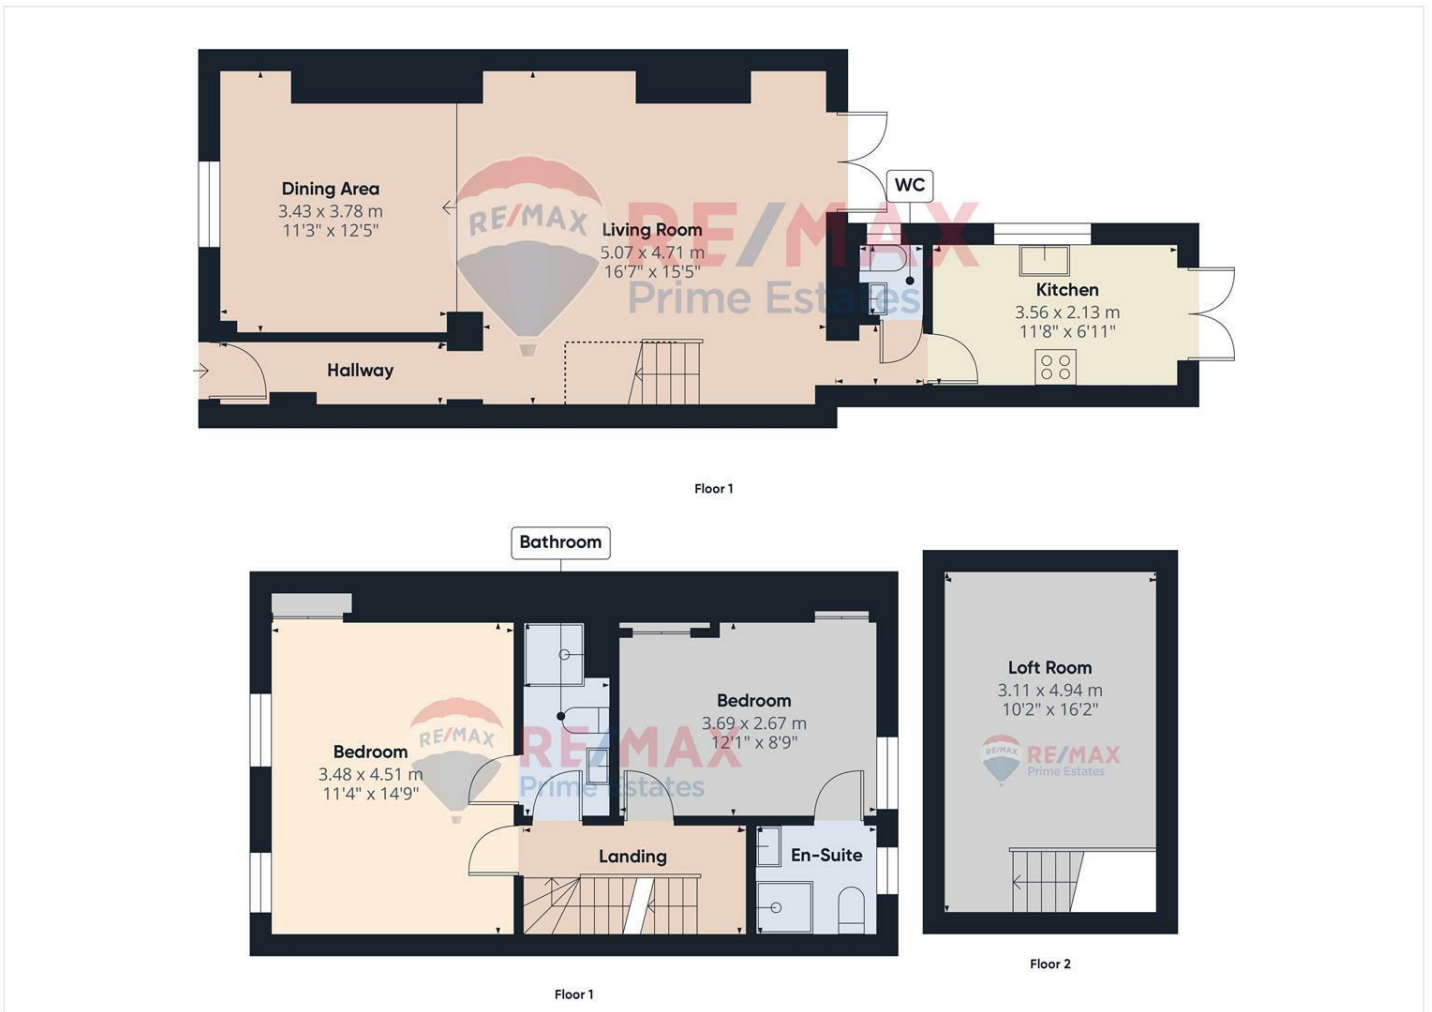 WC
Dining Area
3.43 x 3.78 m
11'3" x 12'5"
RE/MAX
Living Room
5.07 x 4.71 m
16'7" x 15'5"
RE/MAX
Prime Estates
Kitchen
3.56 x 2.13 m
11'8" x 6'11"
Hallway
Floor 1
Bathroom
Bedroom
3.48 x 4.51 m
11'4" x 14'9"
RE/MAX
RE/MAX
Prime Estates
Bedroom
3.69 x 2.67 m
12'1" x 8'9"
Landing
En-Suite
Floor 1
Loft Room
3.11 x 4.94 m
10'2" x 16'2"
RE/MAX
RE/MAX
Prime Estates
Floor 2